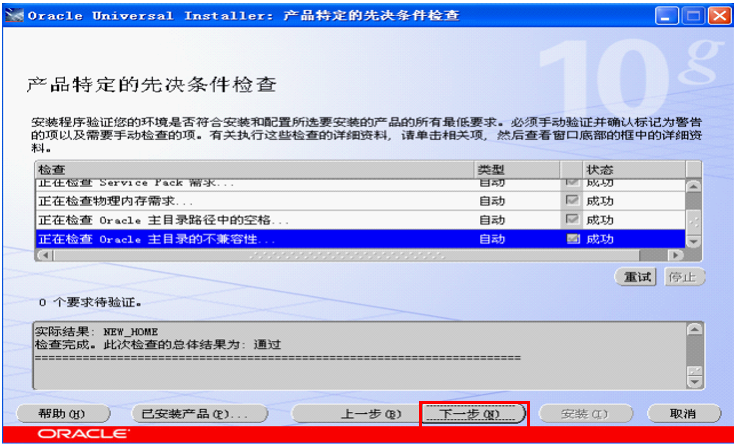 Oracle Universal Installer: 产品特定的先决条件检查
10g
产品特定的先决条件检查
安装程序验证您的环境是否符合安装和配置所选要安装的产品的所有最低要求。必须手动验证并确认标记为警告
的项以及需要手动检查的项。有关执行这些检查的详细资料, 请单击相关项, 然后查看窗口底部的框中的详细资
料。
检查 类型 状态
正在检查 Service Pack 需求... 自动 成功
正在检查物理内存需求... 自动 成功
正在检查 Oracle 主目录路径中的空格... 自动 成功
正在检查 Oracle 主目录的不兼容性... 自动 成功
重试 停止
0 个要求待验证。
实际结果: NEW_HOME
检查完成。此次检查的总体结果为: 通过
========================================================
帮助(H) 已安装产品(P)... 上一步(B) 下一步(N) 安装(I) 取消
ORACLE